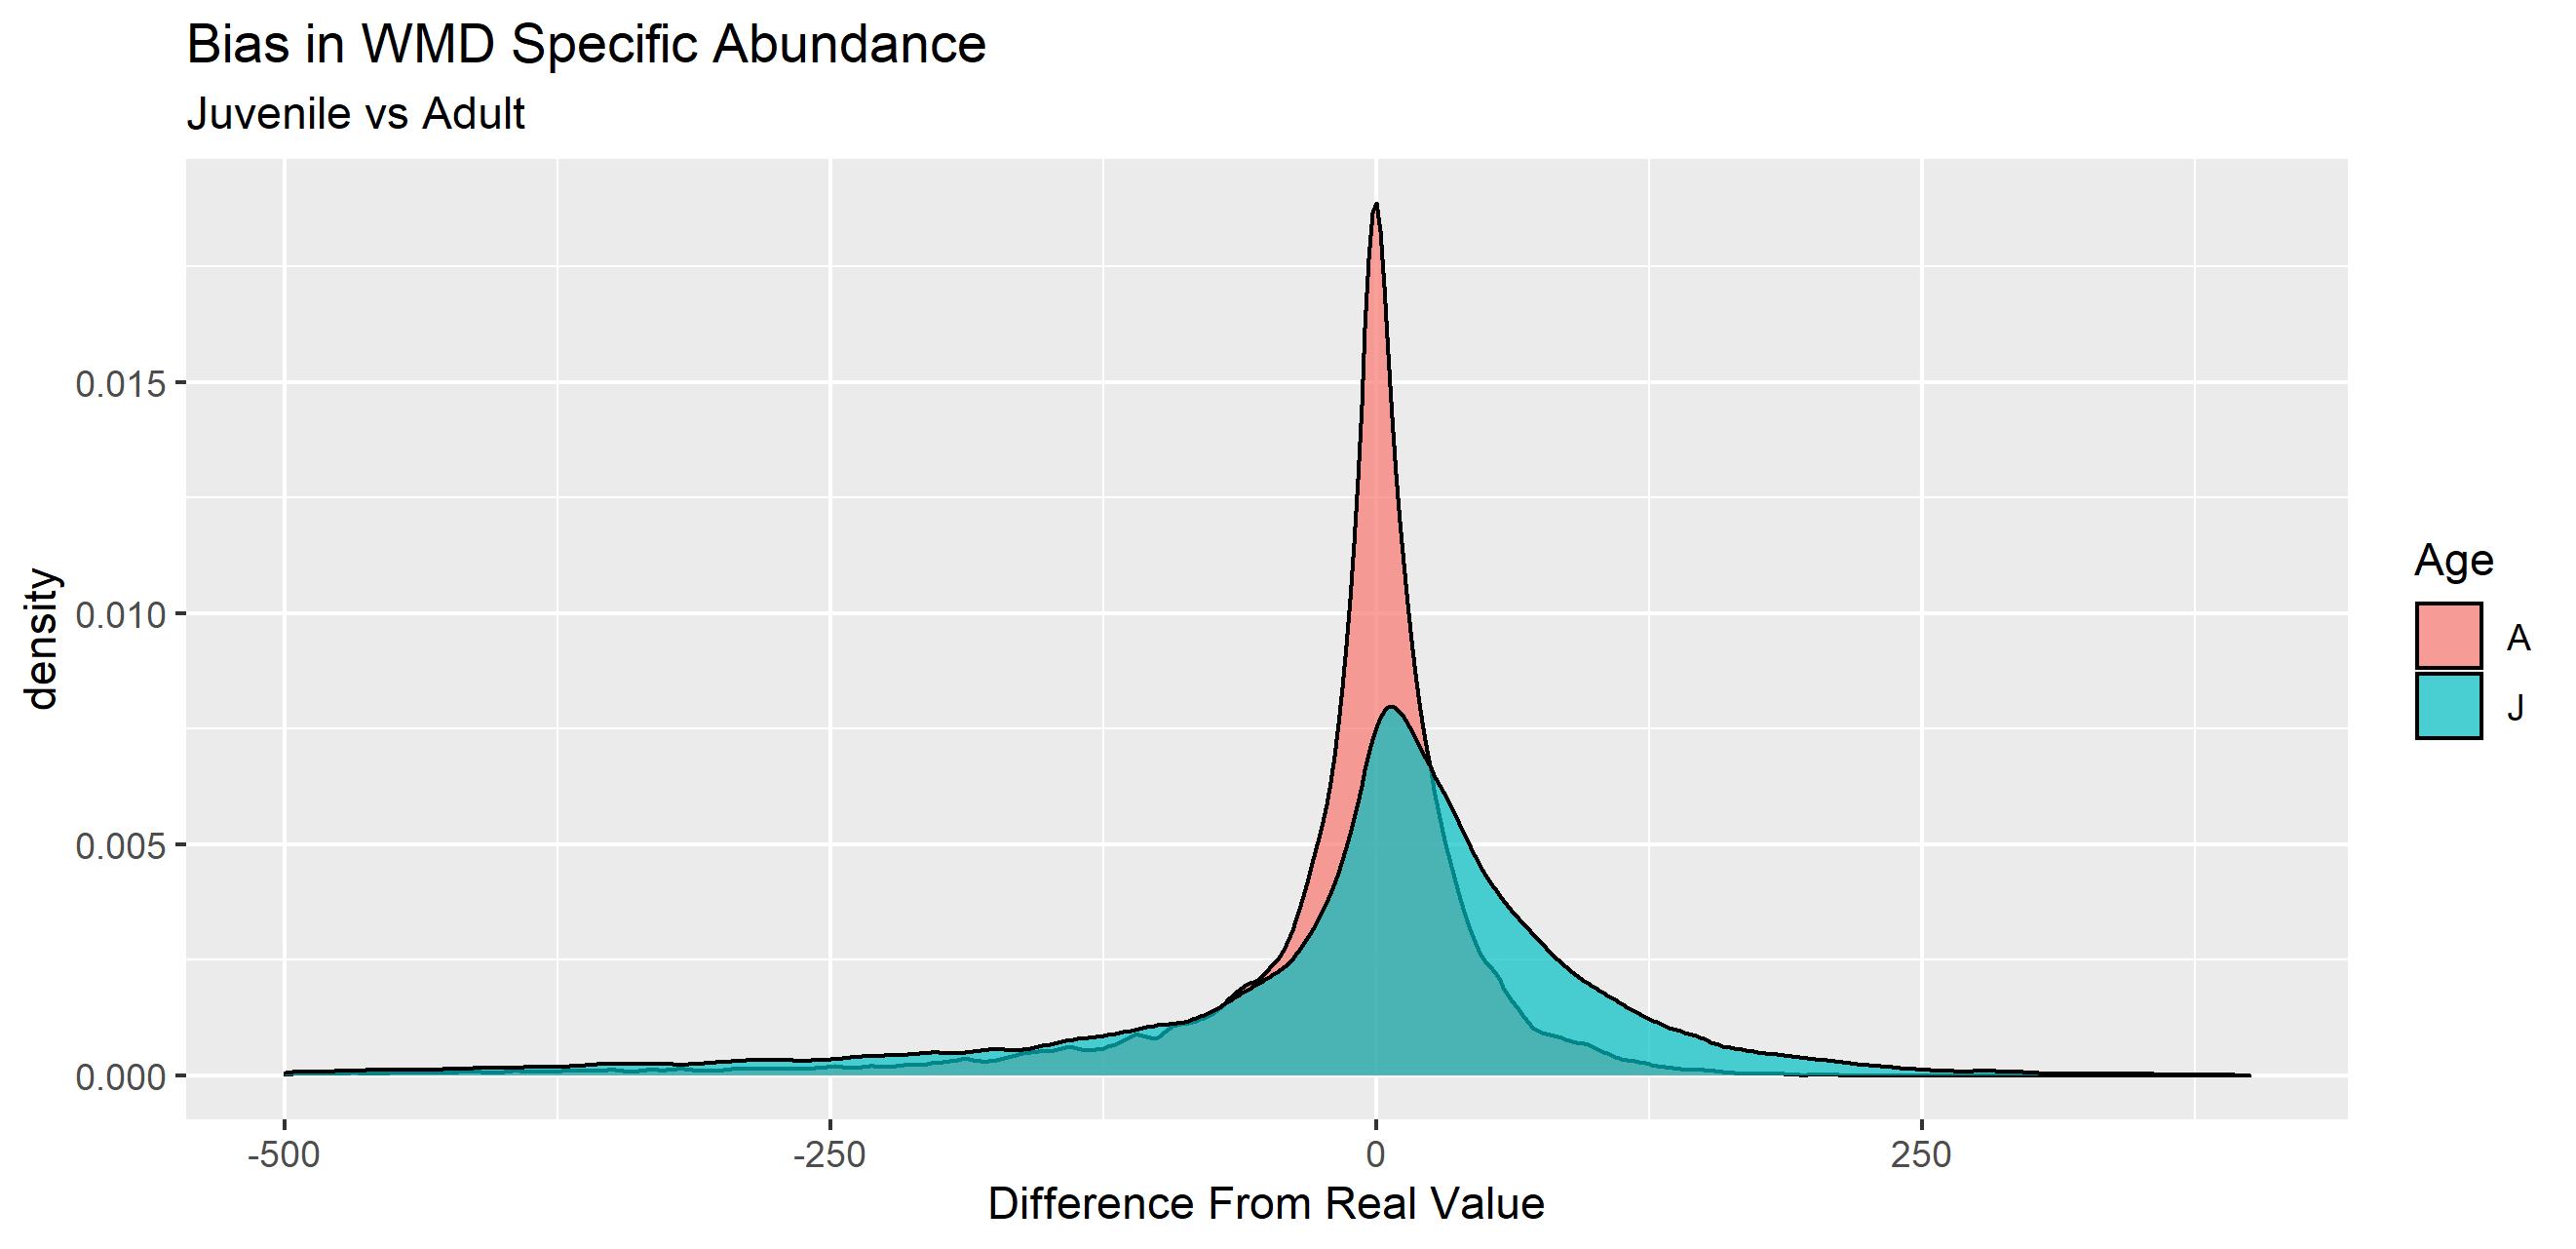 Bias in WMD Specific Abundance
Juvenile vs Adult
density
0.015
0.010
0.005
0.000
-500
-250
0
250
Difference From Real Value
Age
A
J